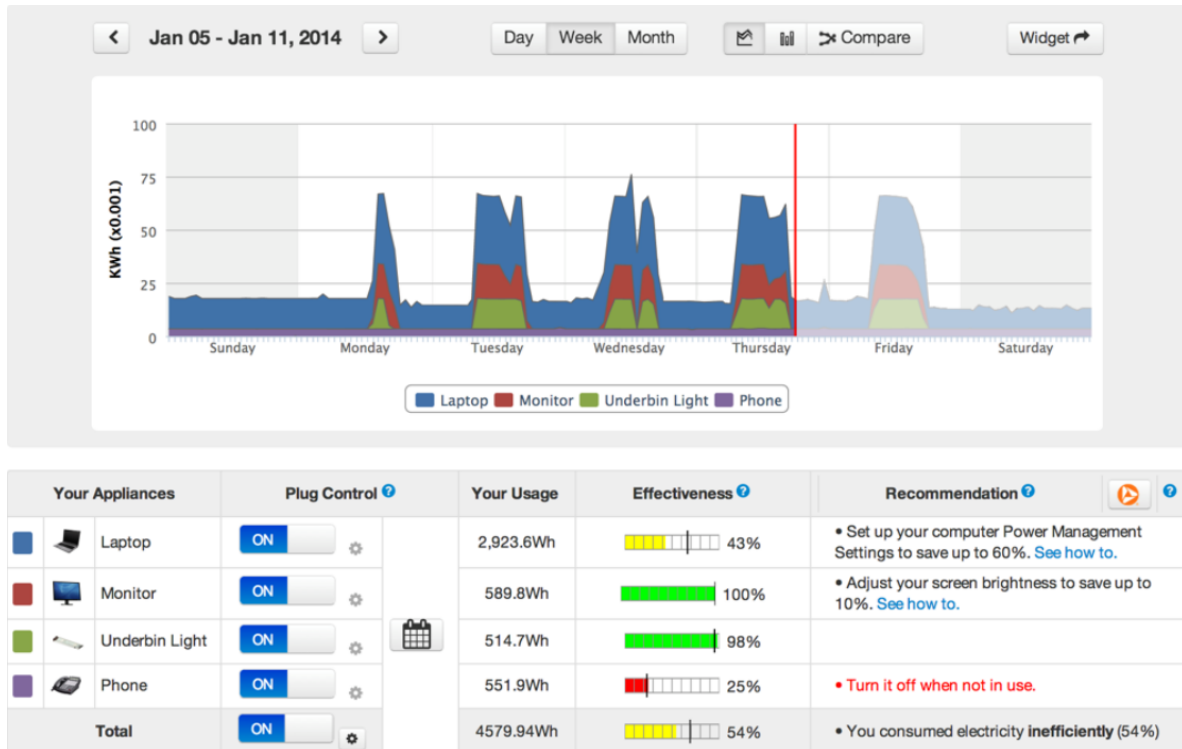 Jan 05 - Jan 11, 2014
Day Week Month
Compare
Widget
KWh (x0.001)
100
75
50
25
0
Sunday Monday Tuesday Wednesday Thursday Friday Saturday
Laptop Monitor Underbin Light Phone
Your Appliances Plug Control ? Your Usage Effectiveness ? Recommendation ? ?
Laptop ON 2,923.6Wh 43% • Set up your computer Power Management
Settings to save up to 60%. See how to.
Monitor ON 589.8Wh 100% • Adjust your screen brightness to save up to
10%. See how to.
Underbin Light ON 514.7Wh 98%
Phone ON 551.9Wh 25% • Turn it off when not in use.
Total ON 4579.94Wh 54% • You consumed electricity inefficiently (54%)